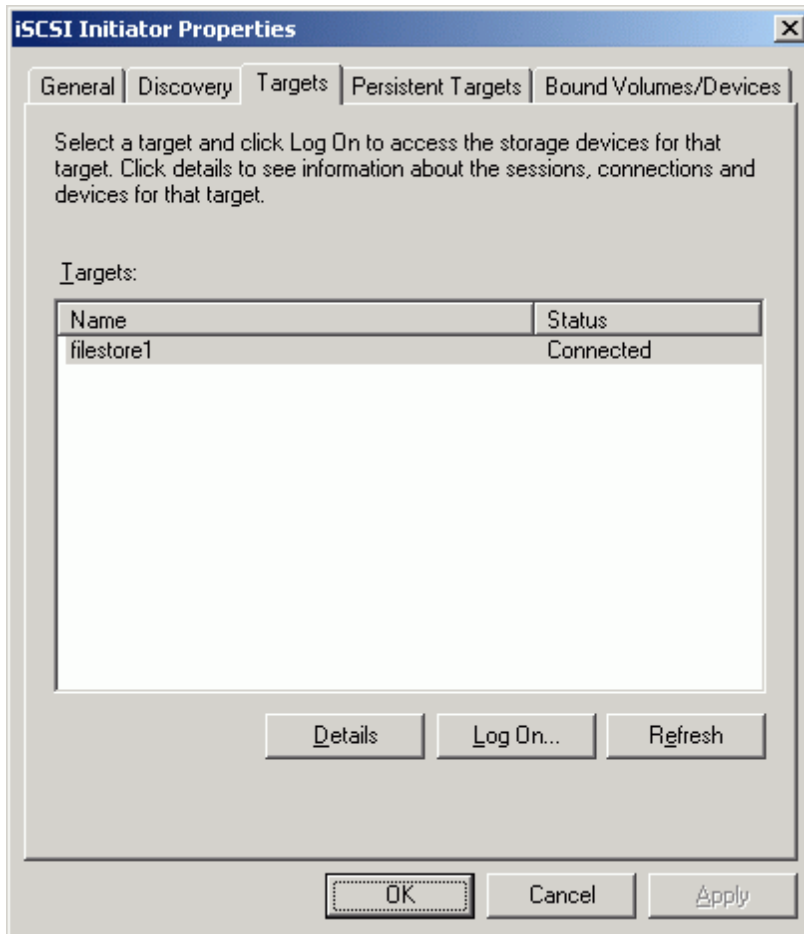 iSCSI Initiator Properties
General Discovery Targets Persistent Targets Bound Volumes/Devices
Select a target and click Log On to access the storage devices for that
target. Click details to see information about the sessions, connections and
devices for that target.
Targets:
Name Status
filestore1 Connected
Details Log On... Refresh
OK Cancel Apply